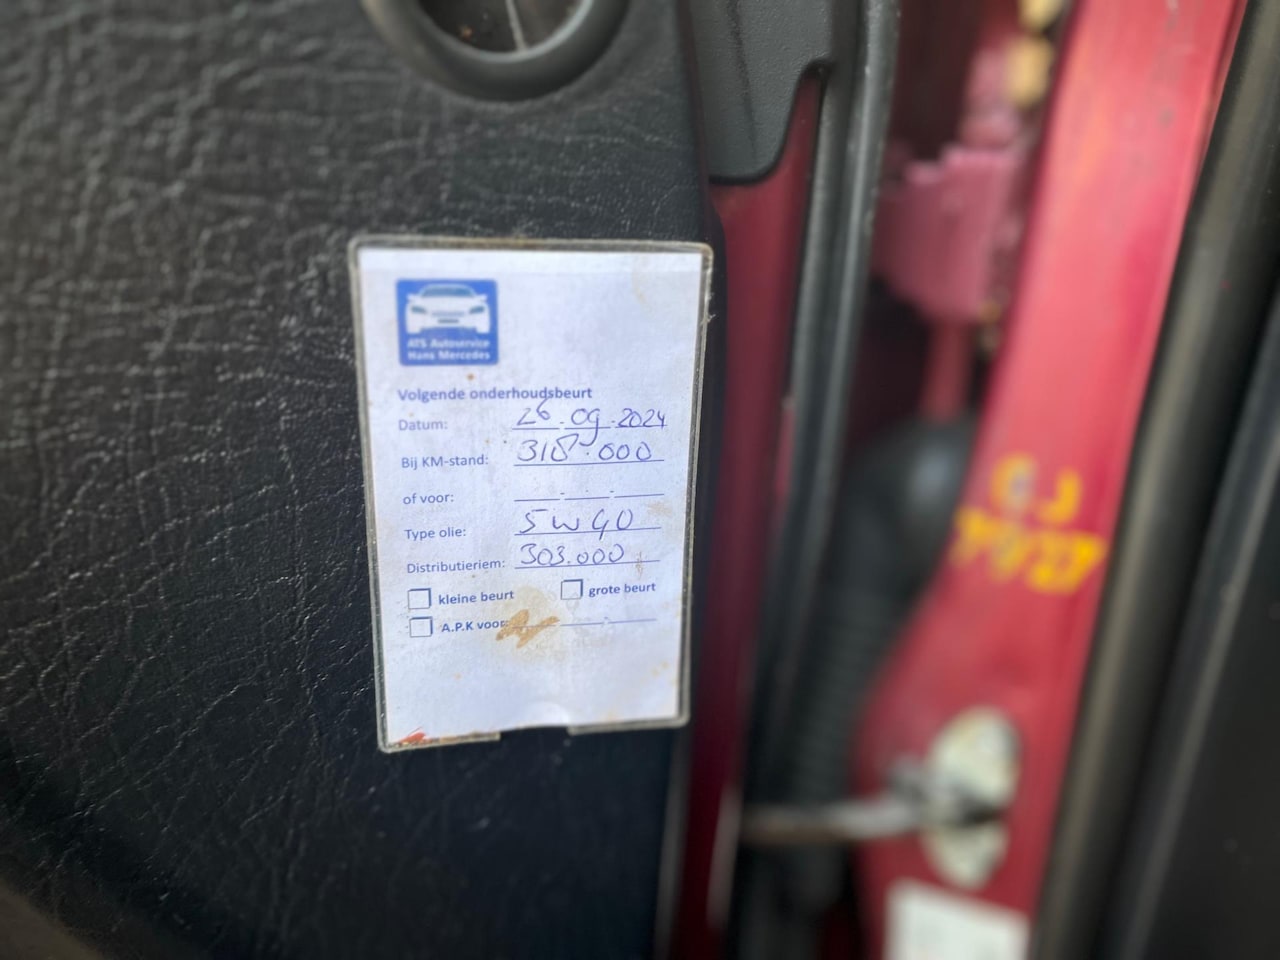 ATS Autoservice
Hans Mercedes
Volgende onderhoudsbeurt
Datum: 26.09.2024
Bij KM-stand: 318.000
of voor:
Type olie: 5W40
Distributieriem: 303.000
kleine beurt grote beurt
A.P.K voor: